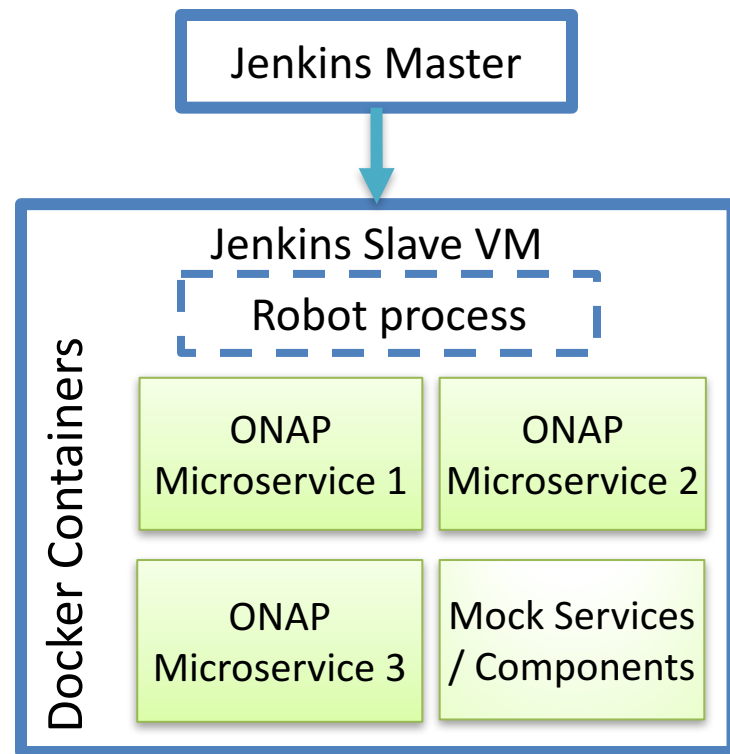 Jenkins Master
Jenkins Slave VM
Robot process
Docker Containers
ONAP
Microservice 1
ONAP
Microservice 2
ONAP
Microservice 3
Mock Services
/ Components